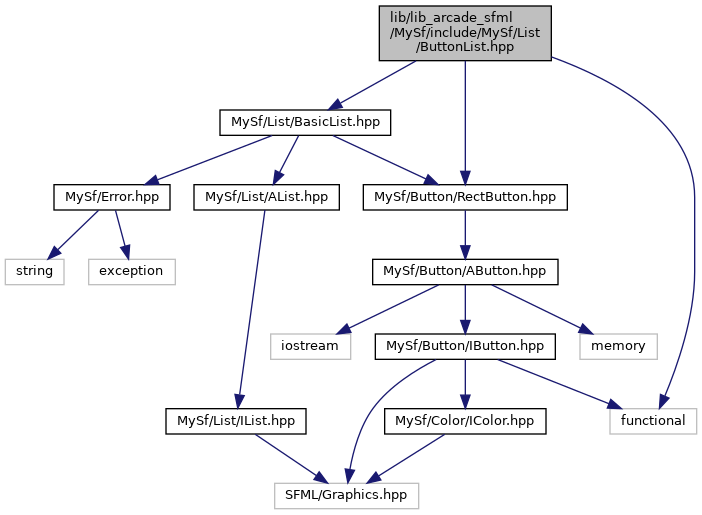 lib/lib_arcade_sfml
/MySf/include/MySf/List
/ButtonList.hpp
MySf/List/BasicList.hpp
MySf/Error.hpp
MySf/List/AList.hpp
MySf/Button/RectButton.hpp
string
exception
MySf/Button/AButton.hpp
iostream
MySf/Button/IButton.hpp
memory
MySf/List/IList.hpp
MySf/Color/IColor.hpp
functional
SFML/Graphics.hpp